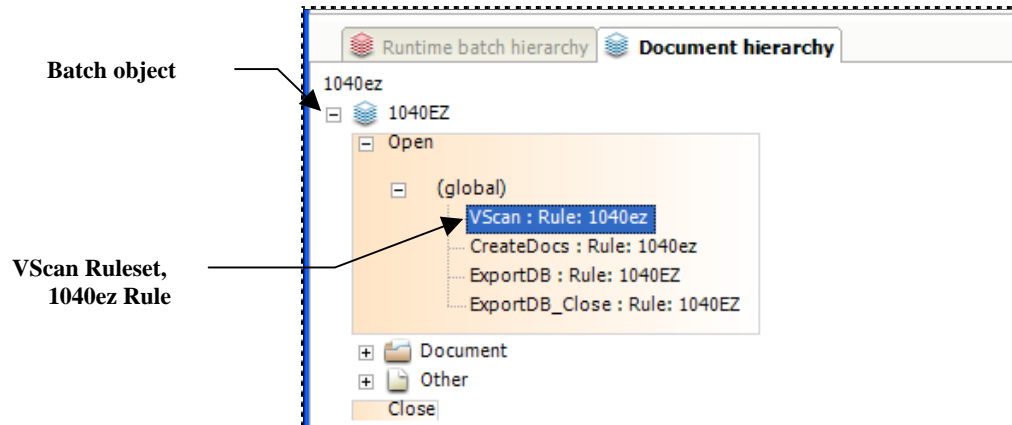 Runtime batch hierarchy Document hierarchy
Batch object
1040ez
1040EZ
Open
(global)
VScan : Rule: 1040ez
CreateDocs : Rule: 1040ez
VScan Ruleset,
1040ez Rule
ExportDB : Rule: 1040EZ
ExportDB_Close : Rule: 1040EZ
Document
Other
Close